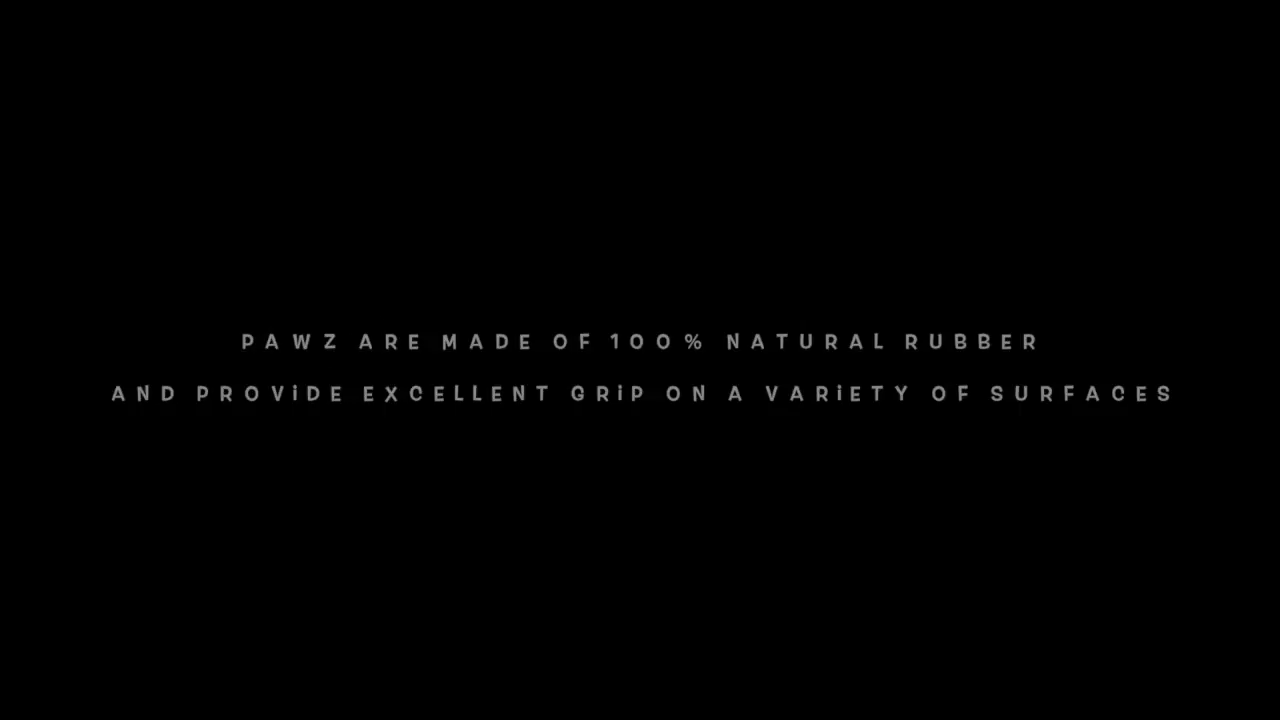 PAWZ ARE MADE OF 100% NATURAL RUBBER
AND PROViDE EXCELLENT GRiP ON A VARiETY OF SURFACES